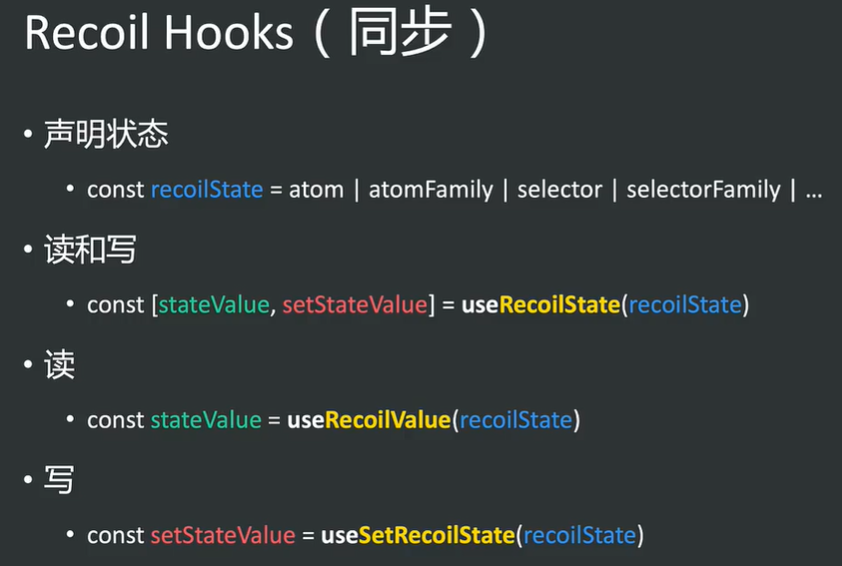 Recoil Hooks（同步）
• 声明状态
• const recoilState = atom | atomFamily | selector | selectorFamily | ...
• 读和写
• const [stateValue, setStateValue] = useRecoilState(recoilState)
• 读
• const stateValue = useRecoilValue(recoilState)
• 写
• const setStateValue = useSetRecoilState(recoilState)